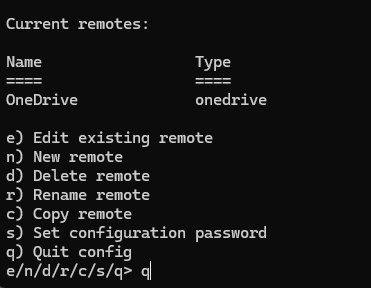 Current remotes:
Name                 Type
====                 ====
OneDrive             onedrive
e) Edit existing remote
n) New remote
d) Delete remote
r) Rename remote
c) Copy remote
s) Set configuration password
q) Quit config
e/n/d/r/c/s/q> q